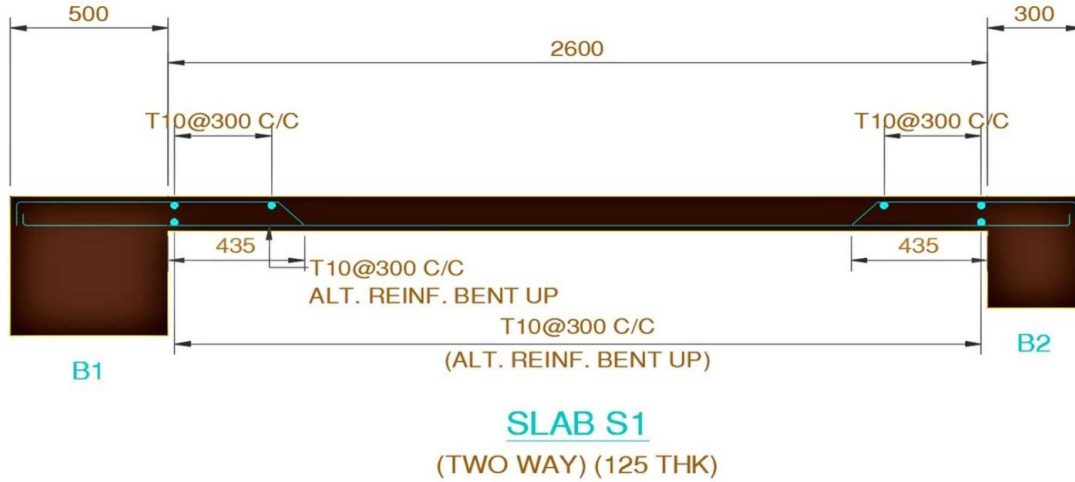 500
300
2600
T10@300 C/C
T10@300 C/C
435
435
T10@300 C/C
ALT. REINF. BENT UP
T10@300 C/C
(ALT. REINF. BENT UP)
B1
B2
SLAB S1
(TWO WAY) (125 THK)